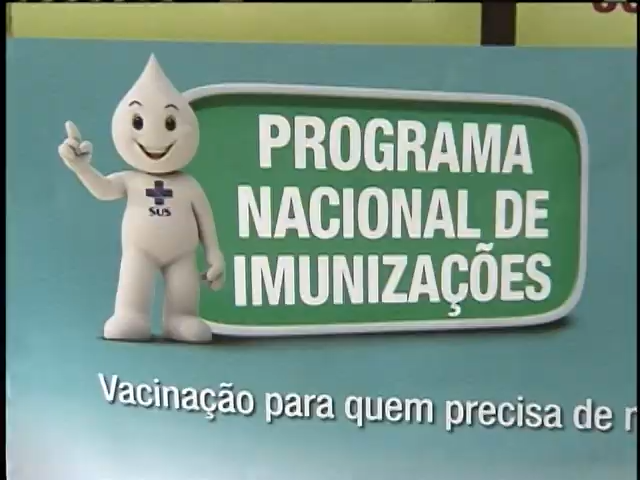 PROGRAMA
NACIONAL DE
IMUNIZAÇÕES
SUS
Vacinação para quem precisa de